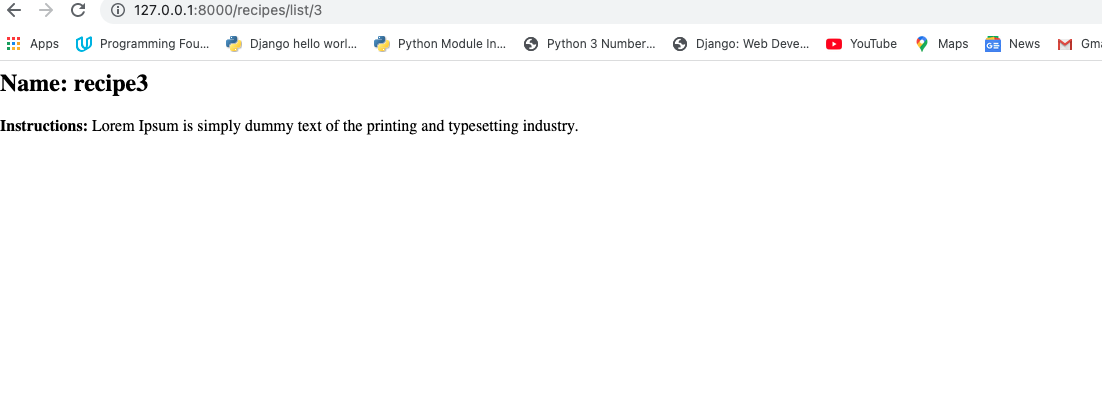 127.0.0.1:8000/recipes/list/3
Apps Programming Fou... Django hello worl... Python Module In... Python 3 Number... Django: Web Deve... YouTube Maps News Gma
Name: recipe3
Instructions: Lorem Ipsum is simply dummy text of the printing and typesetting industry.